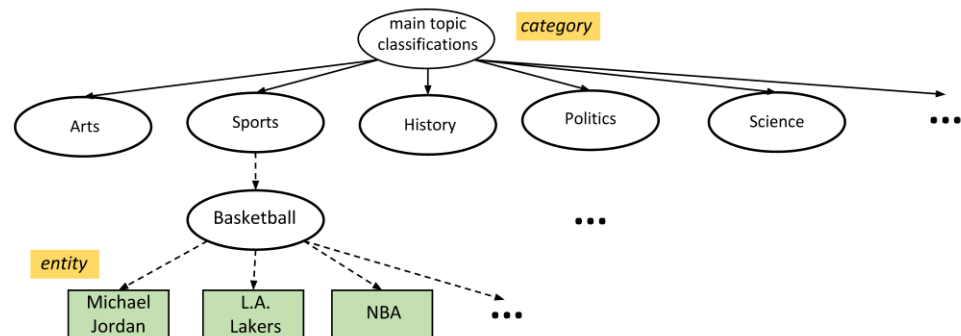 main topic
classifications
category
Arts
Sports
History
Politics
Science
...
Basketball
...
entity
Michael
Jordan
L.A.
Lakers
NBA
...